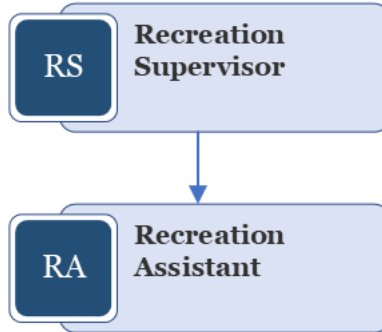 RS
Recreation
Supervisor
RA
Recreation
Assistant